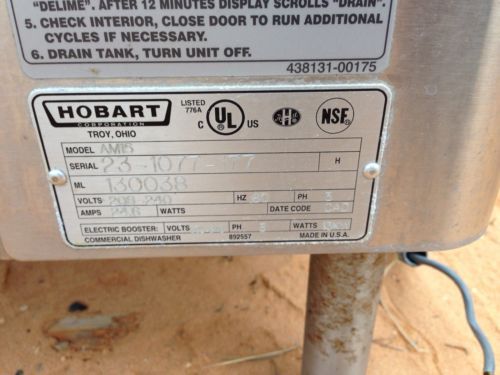 "DELIME". AFTER 12 MINUTES DISPLAY SCROLLS "DRAIN".
5. CHECK INTERIOR, CLOSE DOOR TO RUN ADDITIONAL
CYCLES IF NECESSARY.
6. DRAIN TANK, TURN UNIT OFF.
438131-00175
HOBART
CORPORATION
TROY, OHIO
LISTED
776A
C UL US
H
NSF
MODEL AM15
SERIAL 23-1077-177 H
ML 130038
VOLTS 208-240 HZ 60 PH 3
AMPS WATTS DATE CODE
ELECTRIC BOOSTER: VOLTS PH 3 WATTS
COMMERCIAL DISHWASHER 892557 MADE IN U.S.A.